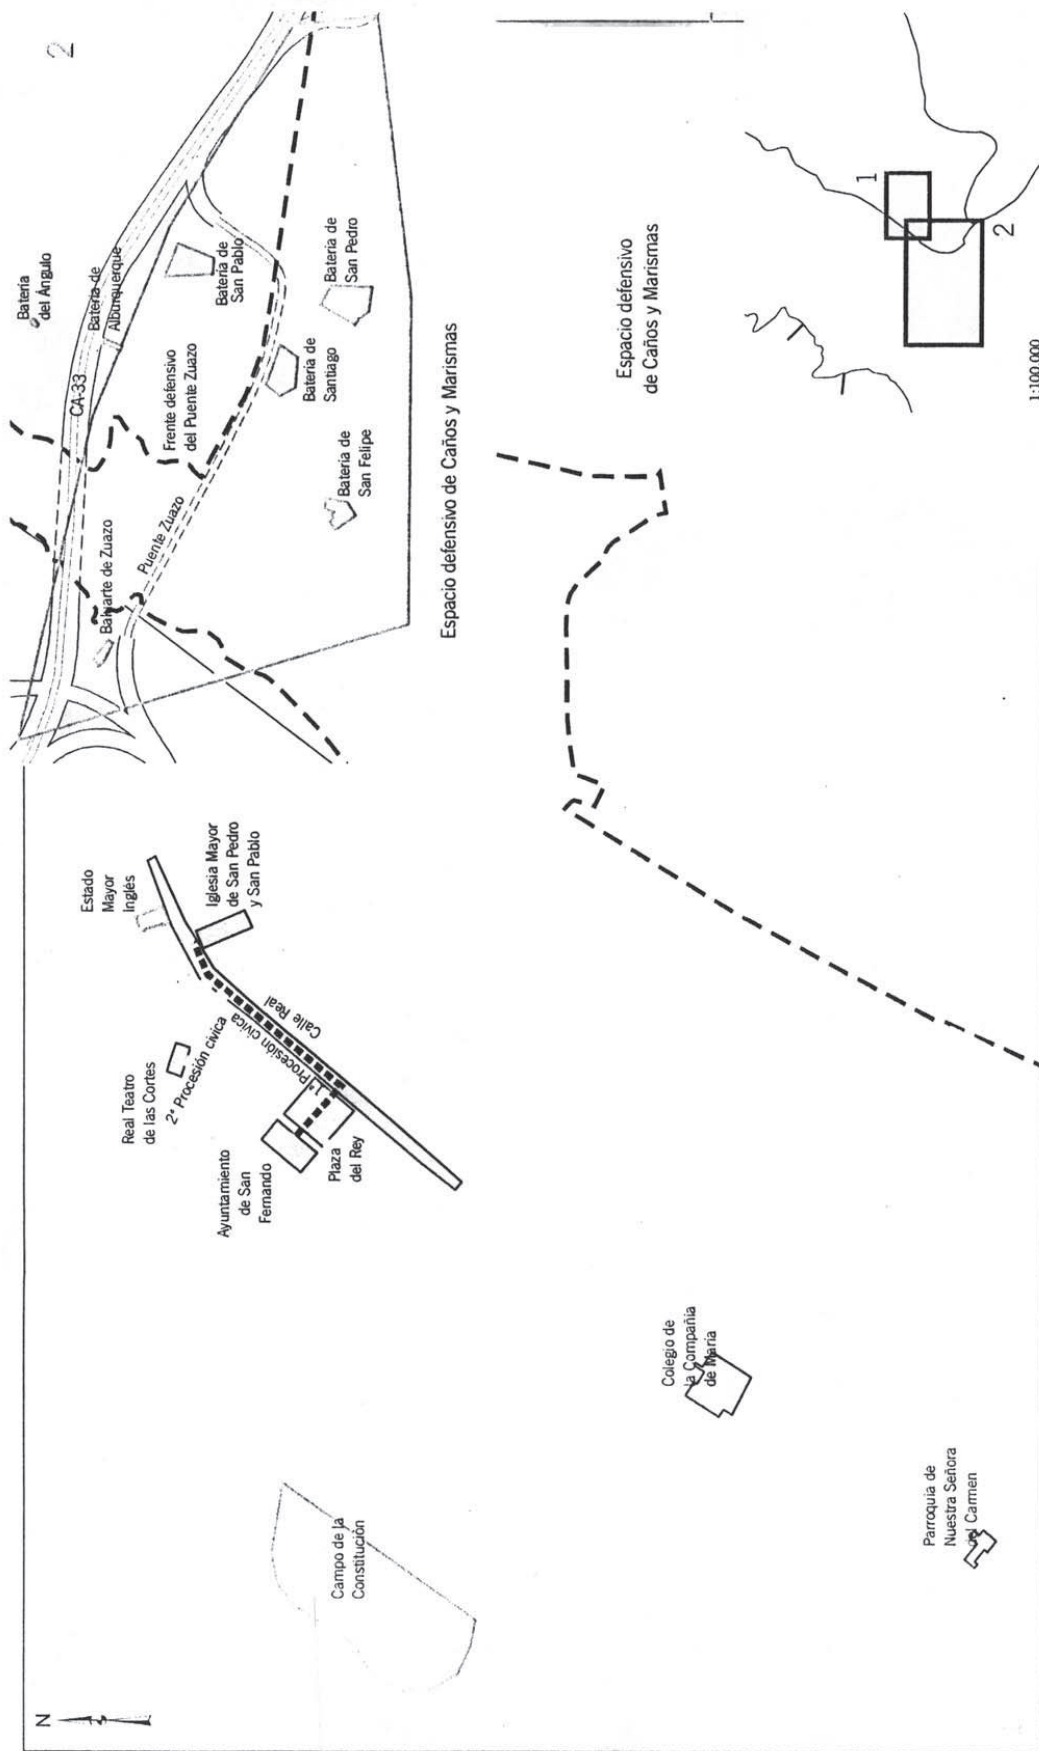 2
Batería
del Ángulo
CA-33
Batería de
Alburquerque
Batería de
San Pablo
Frente defensivo
del Puente Zuazo
Batería de
San Pedro
Batería de
Santiago
Batería de
San Felipe
Baluarte de Zuazo
Puente Zuazo
Espacio defensivo de Caños y Marismas
Estado
Mayor
Inglés
Iglesia Mayor
de San Pedro
y San Pablo
Real Teatro
de las Cortes
2ª Procesión cívica
1ª Procesión cívica
Calle Real
Ayuntamiento
de San
Fernando
Plaza
del Rey
Espacio defensivo
de Caños y Marismas
1
2
1:100.000
Colegio de
la Compañía
de María
Campo de la
Constitución
Parroquia de
Nuestra Señora
del Carmen
N